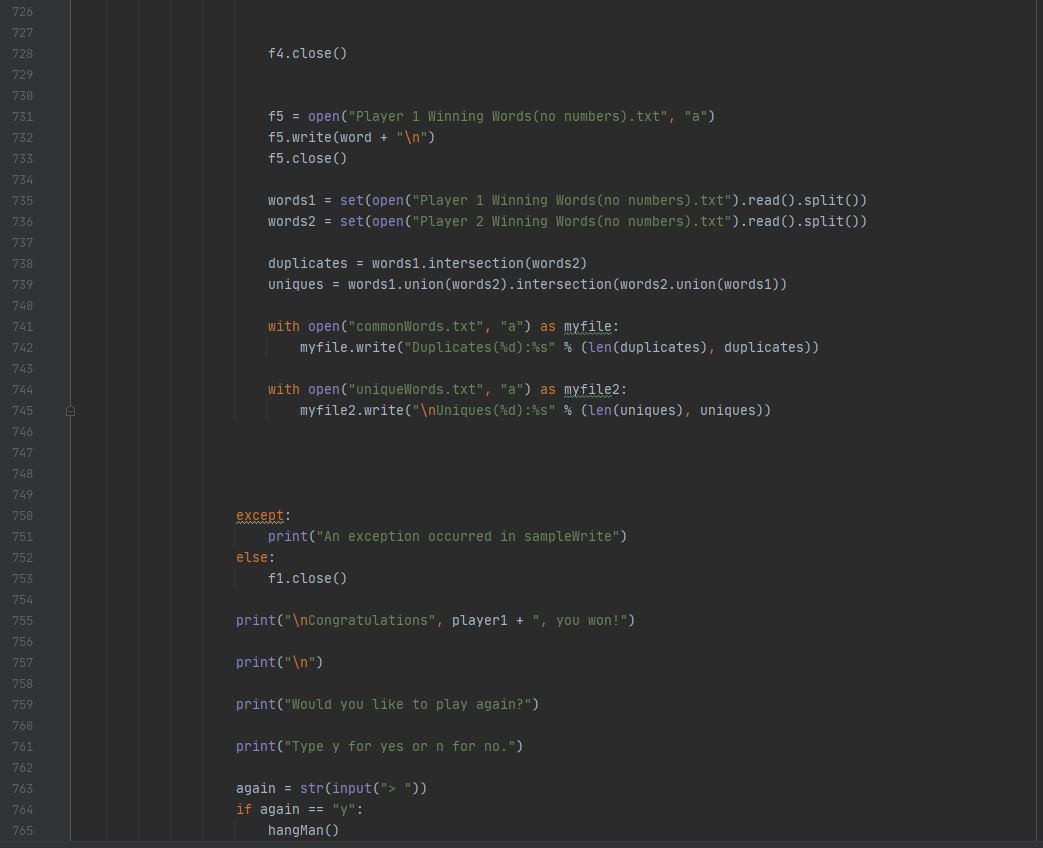 726
727
728 f4.close()
729
730
731 f5 = open("Player 1 Winning Words(no numbers).txt", "a")
732 f5.write(word + "\n")
733 f5.close()
734
735 words1 = set(open("Player 1 Winning Words(no numbers).txt").read().split())
736 words2 = set(open("Player 2 Winning Words(no numbers).txt").read().split())
737
738 duplicates = words1.intersection(words2)
739 uniques = words1.union(words2).intersection(words2.union(words1))
740
741 with open("commonWords.txt", "a") as myfile:
742 myfile.write("Duplicates(%d):%s" % (len(duplicates), duplicates))
743
744 with open("uniqueWords.txt", "a") as myfile2:
745 myfile2.write("\nUniques(%d):%s" % (len(uniques), uniques))
746
747
748
749
750 except:
751 print("An exception occurred in sampleWrite")
752 else:
753 f1.close()
754
755 print("\nCongratulations", player1 + ", you won!")
756
757 print("\n")
758
759 print("Would you like to play again?")
760
761 print("Type y for yes or n for no.")
762
763 again = str(input("> "))
764 if again == "y":
765 hangMan()